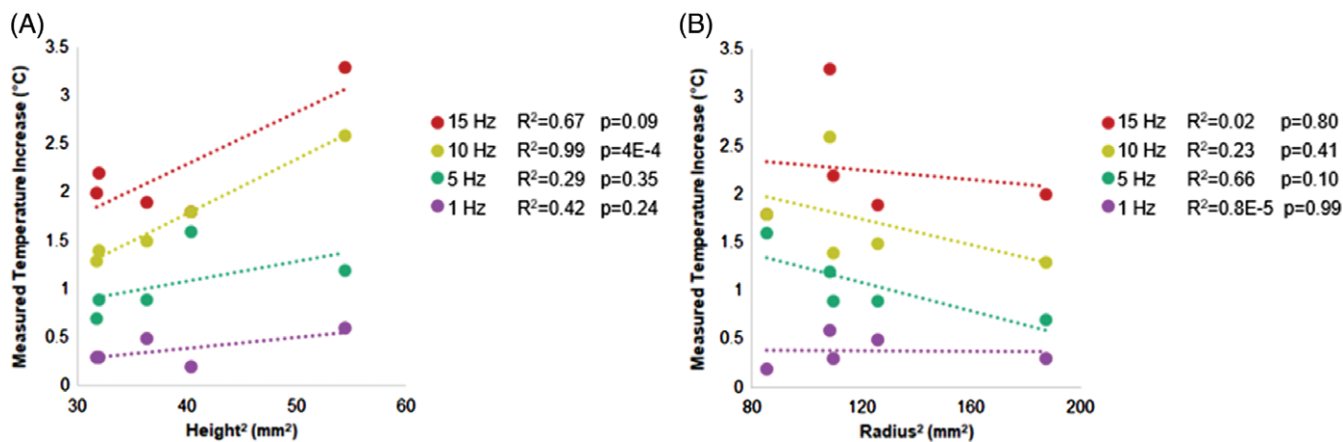 (A)
Measured Temperature Increase (°C)
3.5
3
2.5
2
1.5
1
0.5
0
30 40 50 60
Height² (mm²)
15 Hz R²=0.67 p=0.09
10 Hz R²=0.99 p=4E-4
5 Hz R²=0.29 p=0.35
1 Hz R²=0.42 p=0.24
(B)
Measured Temperature Increase (°C)
3.5
3
2.5
2
1.5
1
0.5
0
80 120 160 200
Radius² (mm²)
15 Hz R²=0.02 p=0.80
10 Hz R²=0.23 p=0.41
5 Hz R²=0.66 p=0.10
1 Hz R²=0.8E-5 p=0.99